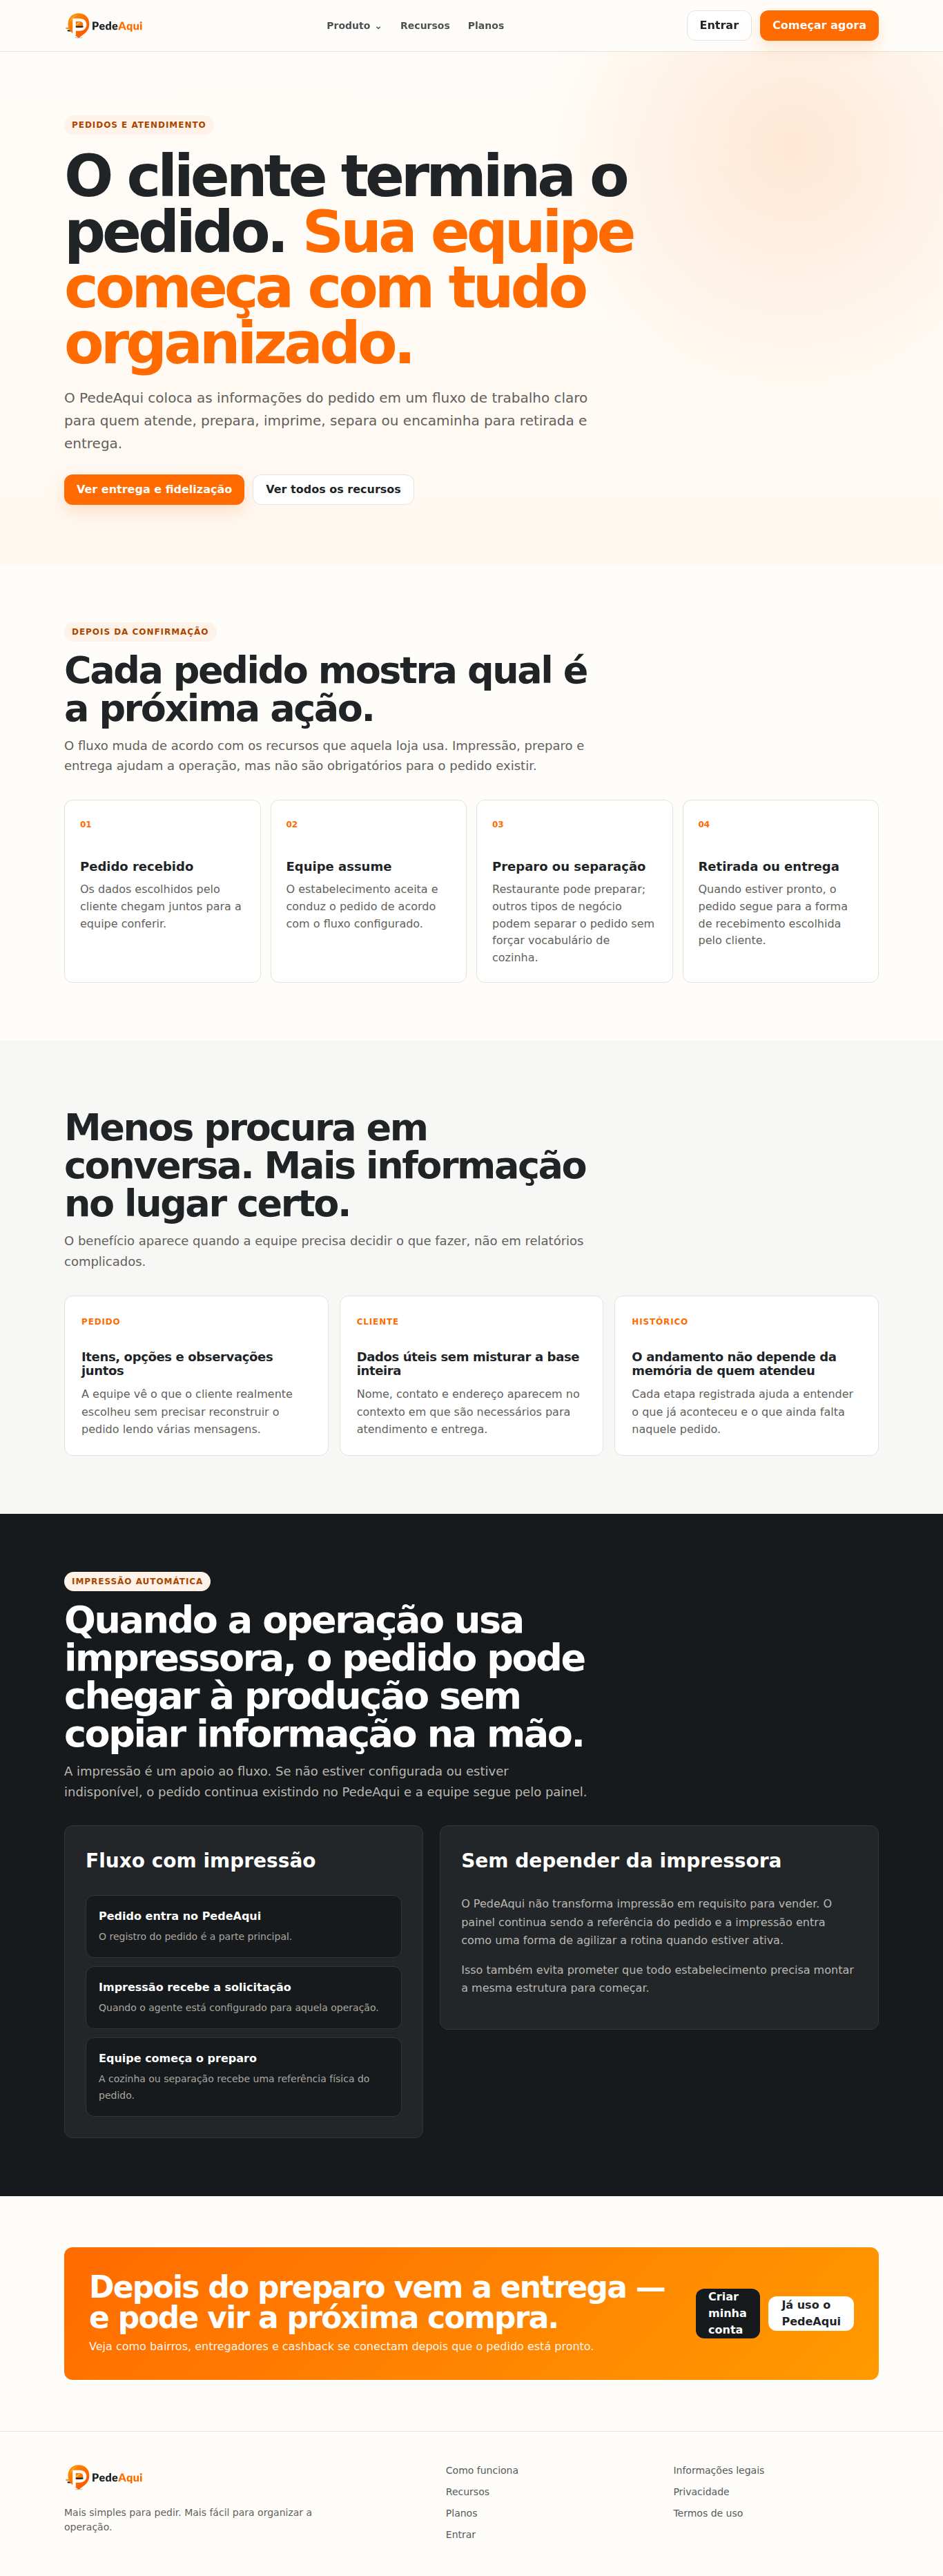 PedeAqui
Produto ⌄
Recursos
Planos
Entrar
Começar agora
PEDIDOS E ATENDIMENTO
O cliente termina o
pedido. Sua equipe
começa com tudo
organizado.
O PedeAqui coloca as informações do pedido em um fluxo de trabalho claro
para quem atende, prepara, imprime, separa ou encaminha para retirada e
entrega.
Ver entrega e fidelização
Ver todos os recursos
DEPOIS DA CONFIRMAÇÃO
Cada pedido mostra qual é
a próxima ação.
O fluxo muda de acordo com os recursos que aquela loja usa. Impressão, preparo e
entrega ajudam a operação, mas não são obrigatórios para o pedido existir.
01
Pedido recebido
Os dados escolhidos pelo
cliente chegam juntos para a
equipe conferir.
02
Equipe assume
O estabelecimento aceita e
conduz o pedido de acordo
com o fluxo configurado.
03
Preparo ou separação
Restaurante pode preparar;
outros tipos de negócio
podem separar o pedido sem
forçar vocabulário de
cozinha.
04
Retirada ou entrega
Quando estiver pronto, o
pedido segue para a forma
de recebimento escolhida
pelo cliente.
Menos procura em
conversa. Mais informação
no lugar certo.
O benefício aparece quando a equipe precisa decidir o que fazer, não em relatórios
complicados.
PEDIDO
Itens, opções e observações
juntos
A equipe vê o que o cliente realmente
escolheu sem precisar reconstruir o
pedido lendo várias mensagens.
CLIENTE
Dados úteis sem misturar a base
inteira
Nome, contato e endereço aparecem no
contexto em que são necessários para
atendimento e entrega.
HISTÓRICO
O andamento não depende da
memória de quem atendeu
Cada etapa registrada ajuda a entender
o que já aconteceu e o que ainda falta
naquele pedido.
IMPRESSÃO AUTOMÁTICA
Quando a operação usa
impressora, o pedido pode
chegar à produção sem
copiar informação na mão.
A impressão é um apoio ao fluxo. Se não estiver configurada ou estiver
indisponível, o pedido continua existindo no PedeAqui e a equipe segue pelo painel.
Fluxo com impressão
Pedido entra no PedeAqui
O registro do pedido é a parte principal.
Impressão recebe a solicitação
Quando o agente está configurado para aquela operação.
Equipe começa o preparo
A cozinha ou separação recebe uma referência física do
pedido.
Sem depender da impressora
O PedeAqui não transforma impressão em requisito para vender. O
painel continua sendo a referência do pedido e a impressão entra
como uma forma de agilizar a rotina quando estiver ativa.
Isso também evita prometer que todo estabelecimento precisa montar
a mesma estrutura para começar.
Depois do preparo vem a entrega —
e pode vir a próxima compra.
Veja como bairros, entregadores e cashback se conectam depois que o pedido está pronto.
Criar
minha
conta
Já uso o
PedeAqui
PedeAqui
Mais simples para pedir. Mais fácil para organizar a
operação.
Como funciona
Recursos
Planos
Entrar
Informações legais
Privacidade
Termos de uso